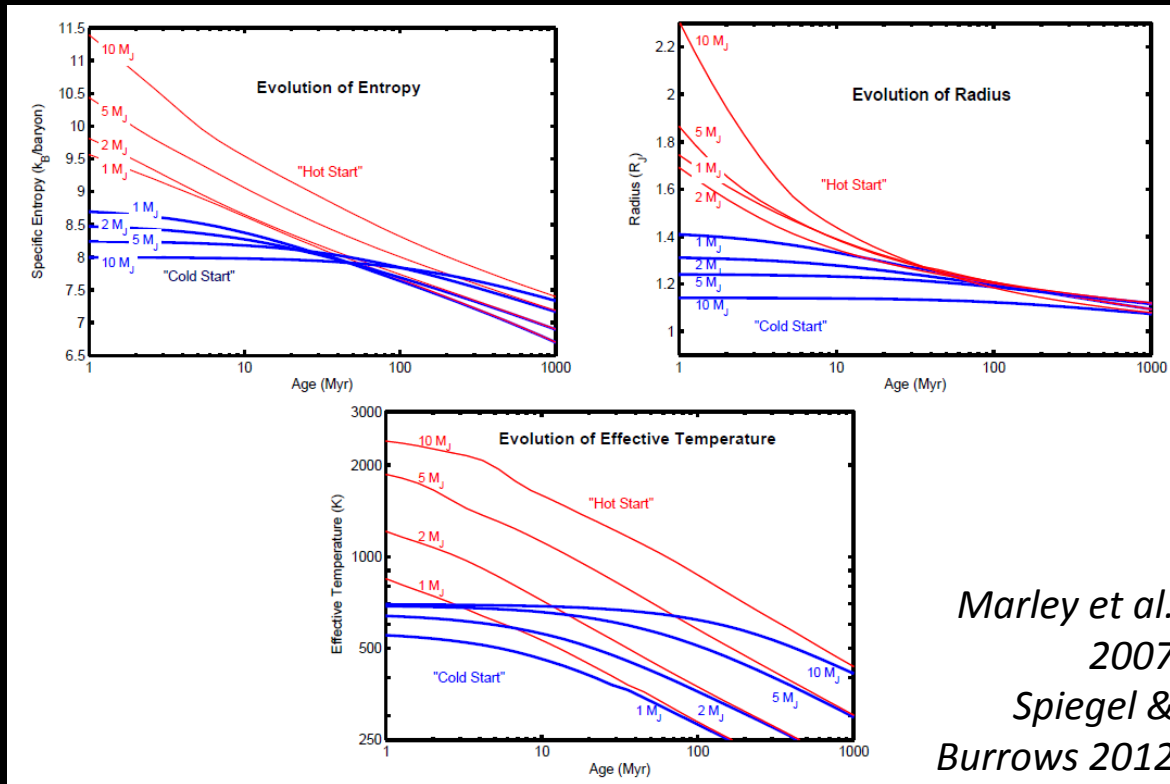 Evolution of Entropy
Specific Entropy (k_B/baryon)
11.5
11
10.5
10
9.5
9
8.5
8
7.5
7
6.5
10 M_J
5 M_J
2 M_J
1 M_J
"Hot Start"
1 M_J
2 M_J
5 M_J
10 M_J
"Cold Start"
1
10
100
1000
Age (Myr)
Evolution of Radius
Radius (R_J)
2.2
2
1.8
1.6
1.4
1.2
1
10 M_J
5 M_J
1 M_J
2 M_J
"Hot Start"
1 M_J
2 M_J
5 M_J
10 M_J
"Cold Start"
1
10
100
1000
Age (Myr)
Evolution of Effective Temperature
Effective Temperature (K)
3000
2000
1000
500
250
10 M_J
5 M_J
2 M_J
1 M_J
"Hot Start"
"Cold Start"
10 M_J
5 M_J
2 M_J
1 M_J
1
10
100
1000
Age (Myr)
Marley et al.
2007
Spiegel &
Burrows 2012